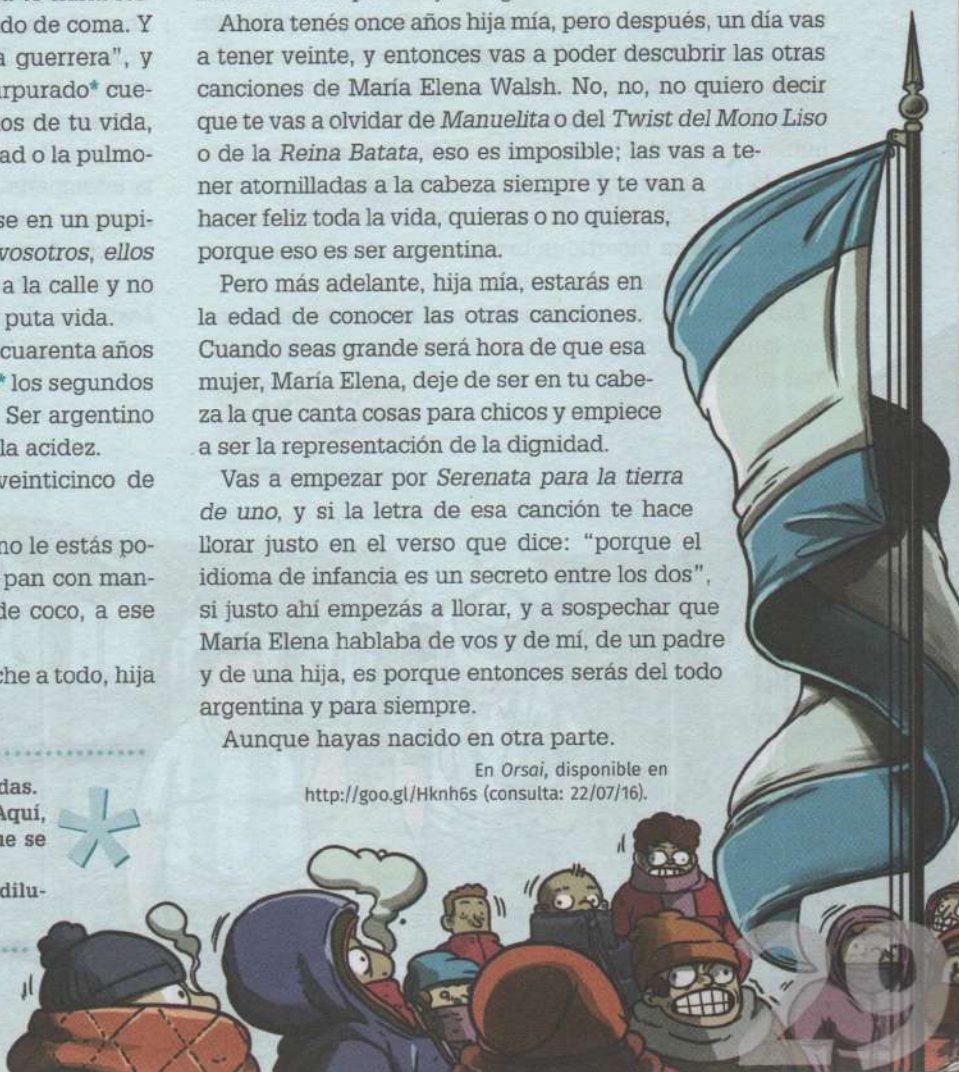 do de coma. Y
a guerrera", y
urpurado* cue-
os de tu vida,
ad o la pulmo-
se en un pupi-
vosotros, ellos
a la calle y no
puta vida.
cuarenta años
* los segundos
Ser argentino
la acidez.
veinticinco de
no le estás po-
pan con man-
de coco, a ese
che a todo, hija
das.
Aquí,
ue se
dilu-
*
Ahora tenés once años hija mía, pero después, un día vas
a tener veinte, y entonces vas a poder descubrir las otras
canciones de María Elena Walsh. No, no, no quiero decir
que te vas a olvidar de Manuelita o del Twist del Mono Liso
o de la Reina Batata, eso es imposible; las vas a te-
ner atornilladas a la cabeza siempre y te van a
hacer feliz toda la vida, quieras o no quieras,
porque eso es ser argentina.
Pero más adelante, hija mía, estarás en
la edad de conocer las otras canciones.
Cuando seas grande será hora de que esa
mujer, María Elena, deje de ser en tu cabe-
za la que canta cosas para chicos y empiece
a ser la representación de la dignidad.
Vas a empezar por Serenata para la tierra
de uno, y si la letra de esa canción te hace
llorar justo en el verso que dice: “porque el
idioma de infancia es un secreto entre los dos”,
si justo ahí empezás a llorar, y a sospechar que
María Elena hablaba de vos y de mí, de un padre
y de una hija, es porque entonces serás del todo
argentina y para siempre.
Aunque hayas nacido en otra parte.
En Orsai, disponible en
http://goo.gl/Hknh6s (consulta: 22/07/16).
29